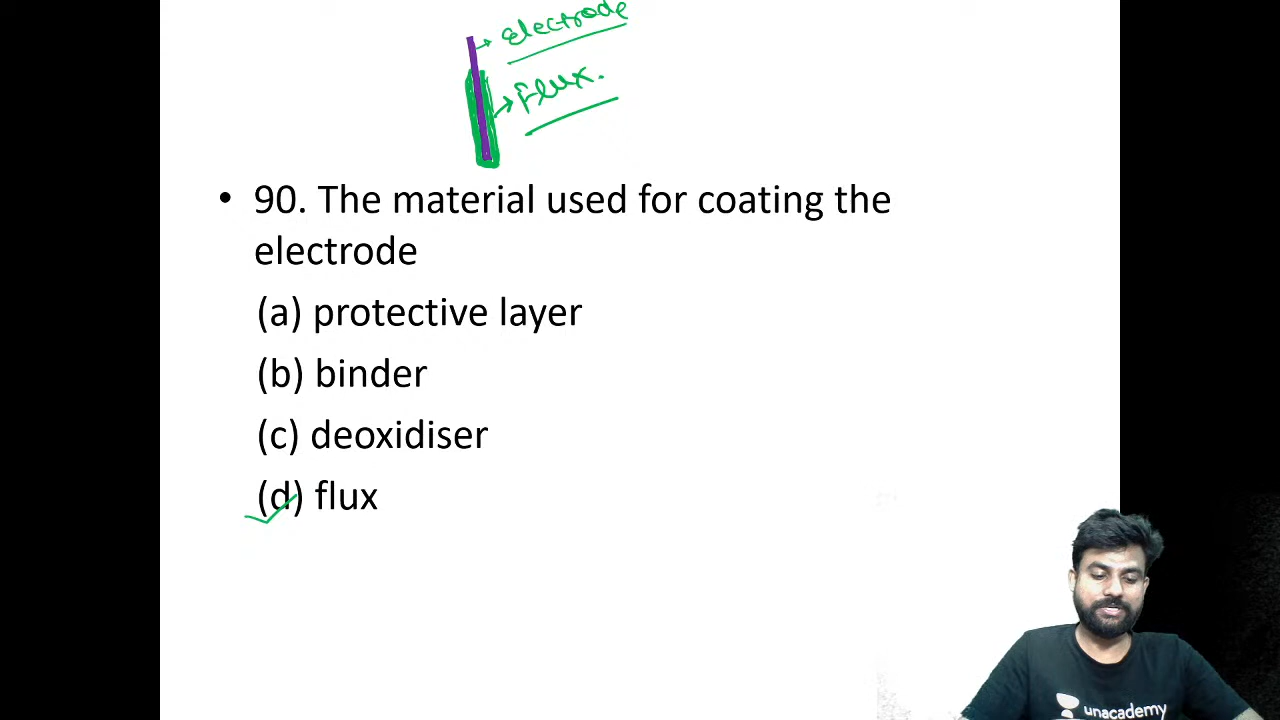 Electrode
Flux.
• 90. The material used for coating the
electrode
(a) protective layer
(b) binder
(c) deoxidiser
(d) flux
unacademy